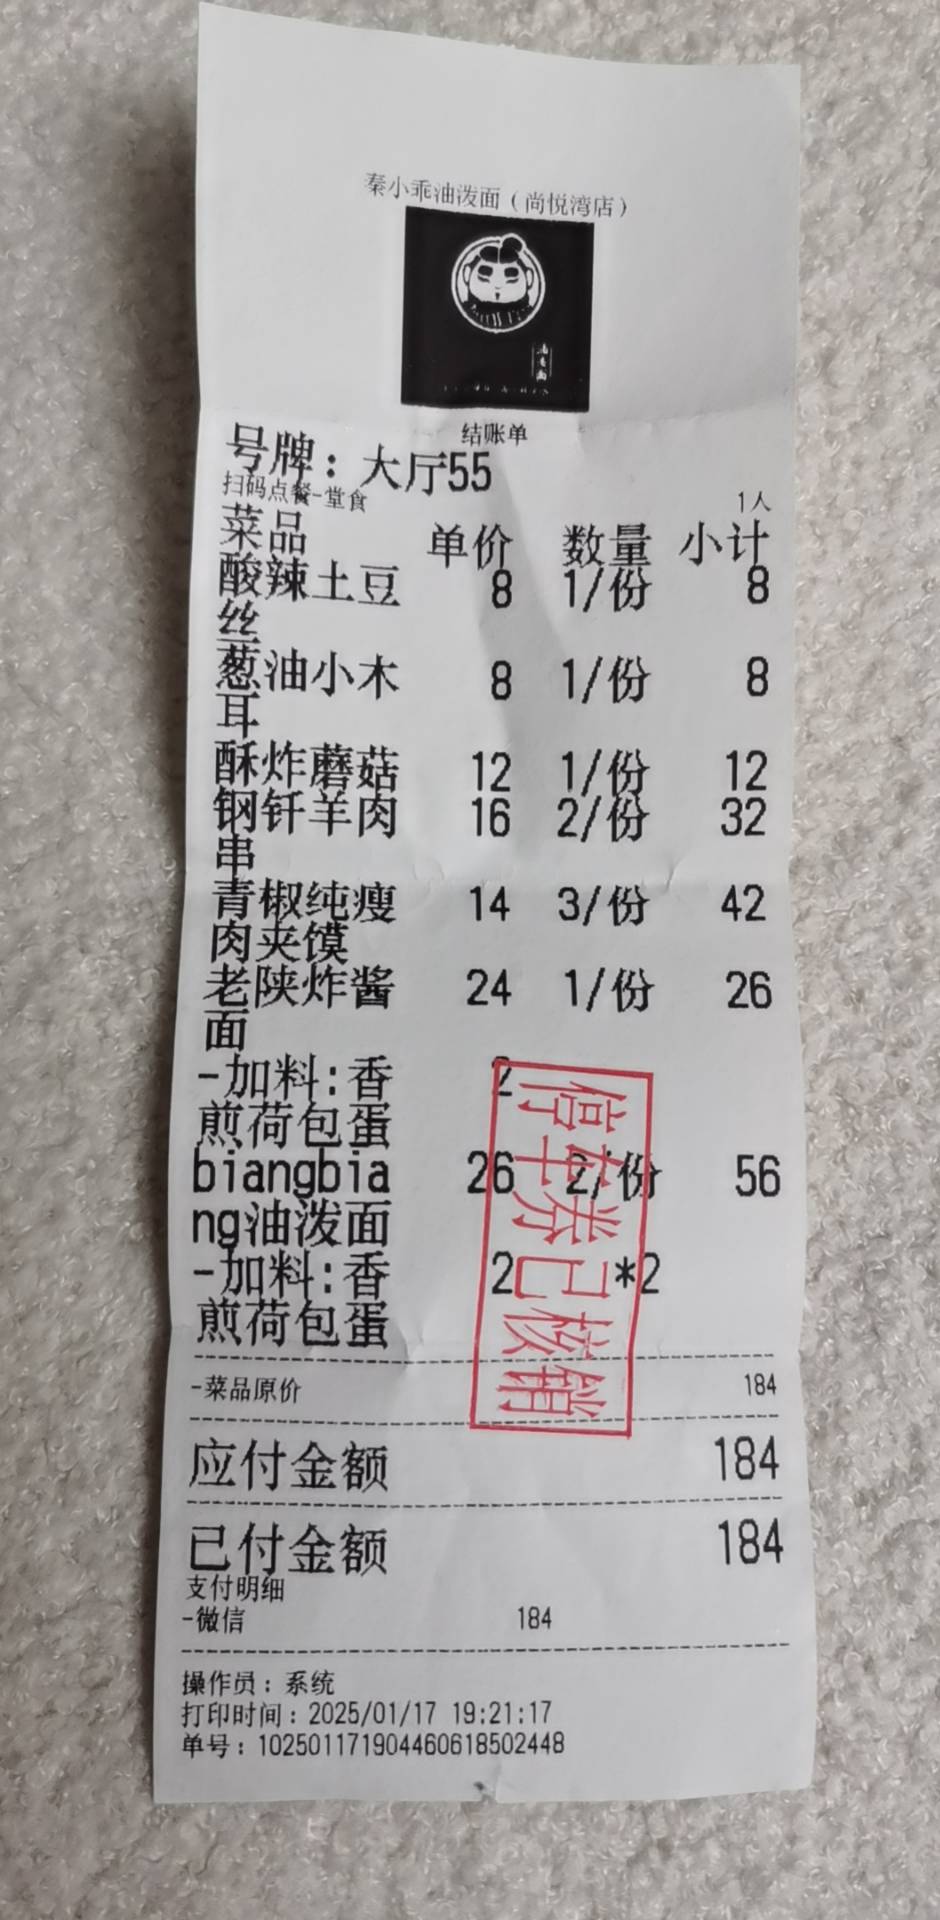 秦小乖油泼面（尚悦湾店）
结账单
号牌：大厅55
扫码点餐-堂食 1人
菜品 单价 数量 小计
酸辣土豆 8 1/份 8
丝
葱油小木 8 1/份 8
耳
酥炸蘑菇 12 1/份 12
钢钎羊肉 16 2/份 32
串
青椒纯瘦 14 3/份 42
肉夹馍
老陕炸酱 24 1/份 26
面
-加料:香 2
煎荷包蛋
biangbia 26 2/份 56
ng油泼面
-加料:香 2 *2
煎荷包蛋
停车券已核销
-菜品原价 184
应付金额 184
已付金额 184
支付明细
-微信 184
操作员：系统
打印时间：2025/01/17 19:21:17
单号：102501171904460618502448